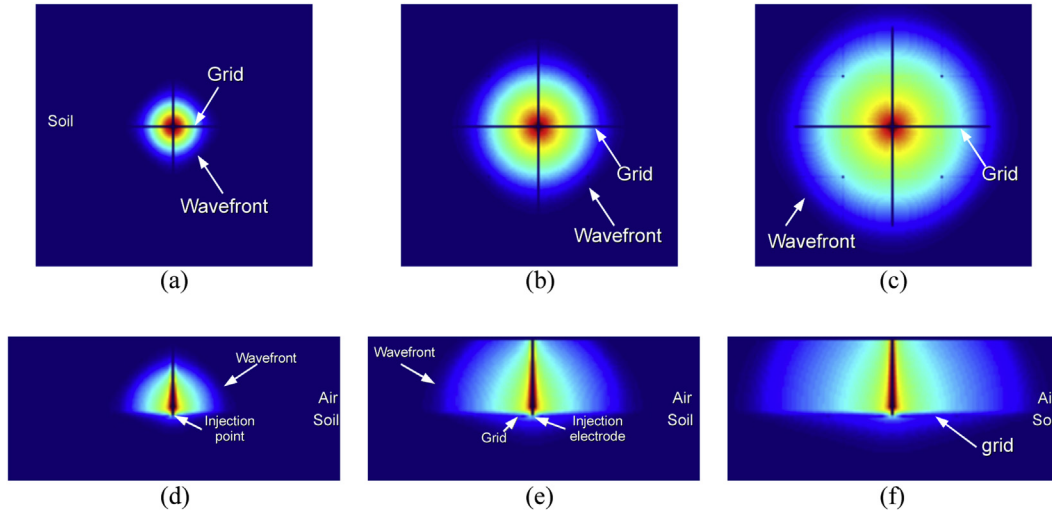 Grid
Soil
Wavefront
(a)
Grid
Wavefront
(b)
Grid
Wavefront
(c)
Wavefront
Air
Soil
Injection
point
(d)
Wavefront
Air
Soil
Grid
Injection
electrode
(e)
Air
Soil
grid
(f)